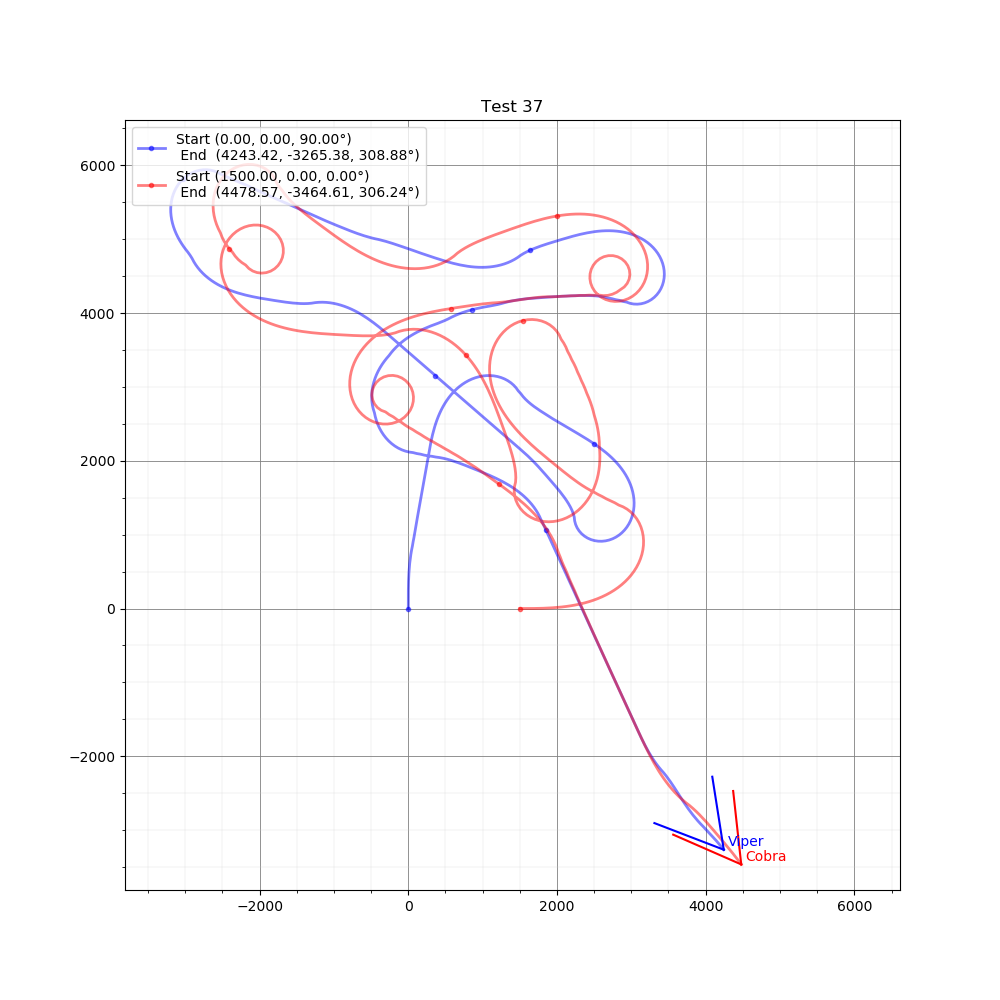 Test 37
Start (0.00, 0.00, 90.00°)
End (4243.42, -3265.38, 308.88°)
Start (1500.00, 0.00, 0.00°)
End (4478.57, -3464.61, 306.24°)
6000
4000
2000
0
−2000
Viper
Cobra
−2000
0
2000
4000
6000